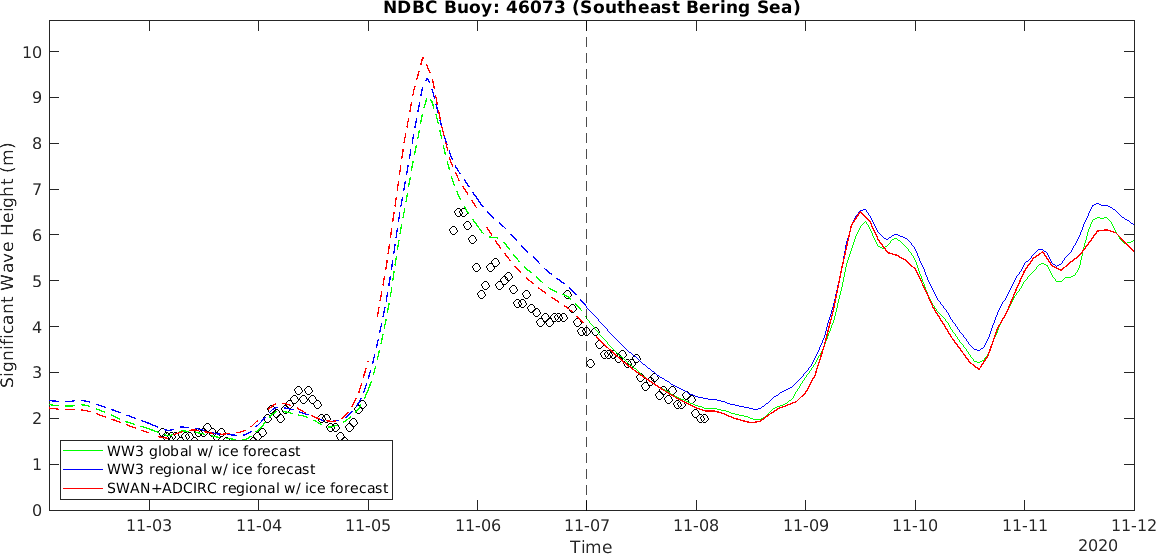 NDBC Buoy: 46073 (Southeast Bering Sea)
Significant Wave Height (m)
10
9
8
7
6
5
4
3
2
1
0
WW3 global w/ ice forecast
WW3 regional w/ ice forecast
SWAN+ADCIRC regional w/ ice forecast
11-03 11-04 11-05 11-06 11-07 11-08 11-09 11-10 11-11 11-12
Time
2020